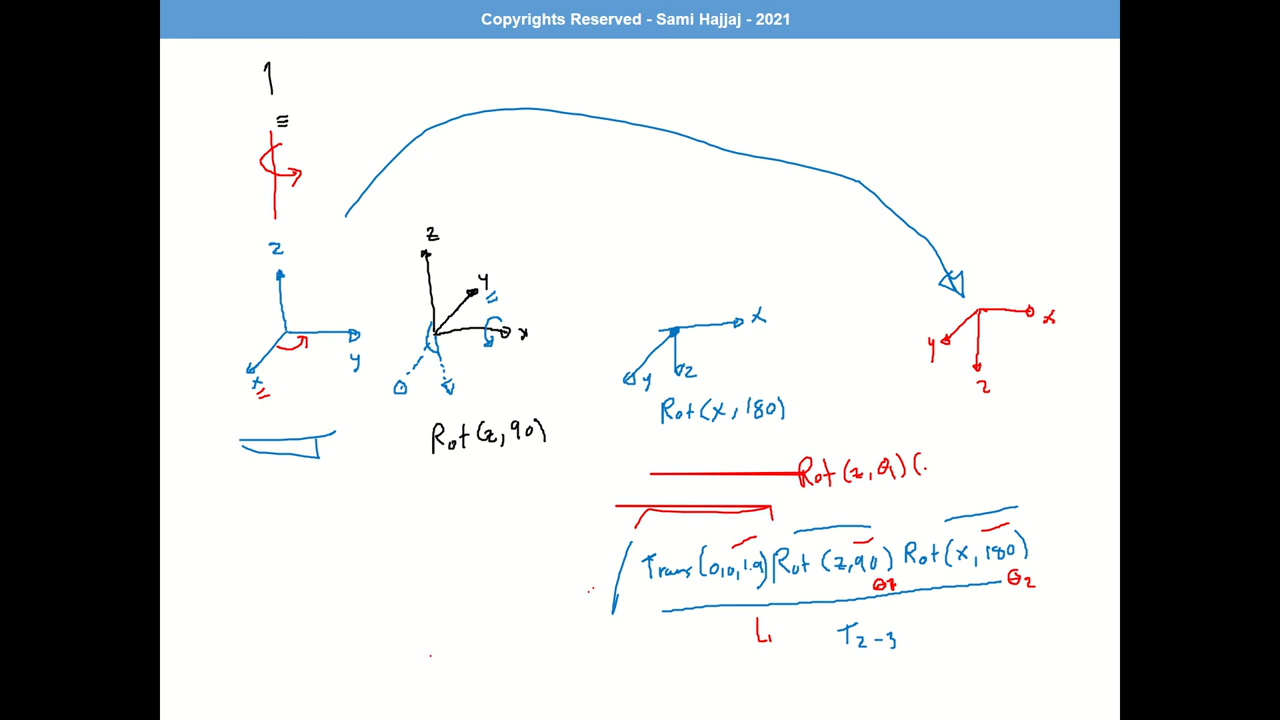 Copyrights Reserved - Sami Hajjaj - 2021
1
≡
z
y
x
z
y
x
Rot(z,90)
x
y
z
Rot(x,180)
x
y
z
Rot(z,θ1)(
Trans(0,0,1.9) Rot(z,90) Rot(x,180)
θ1
θ2
L1
T2-3